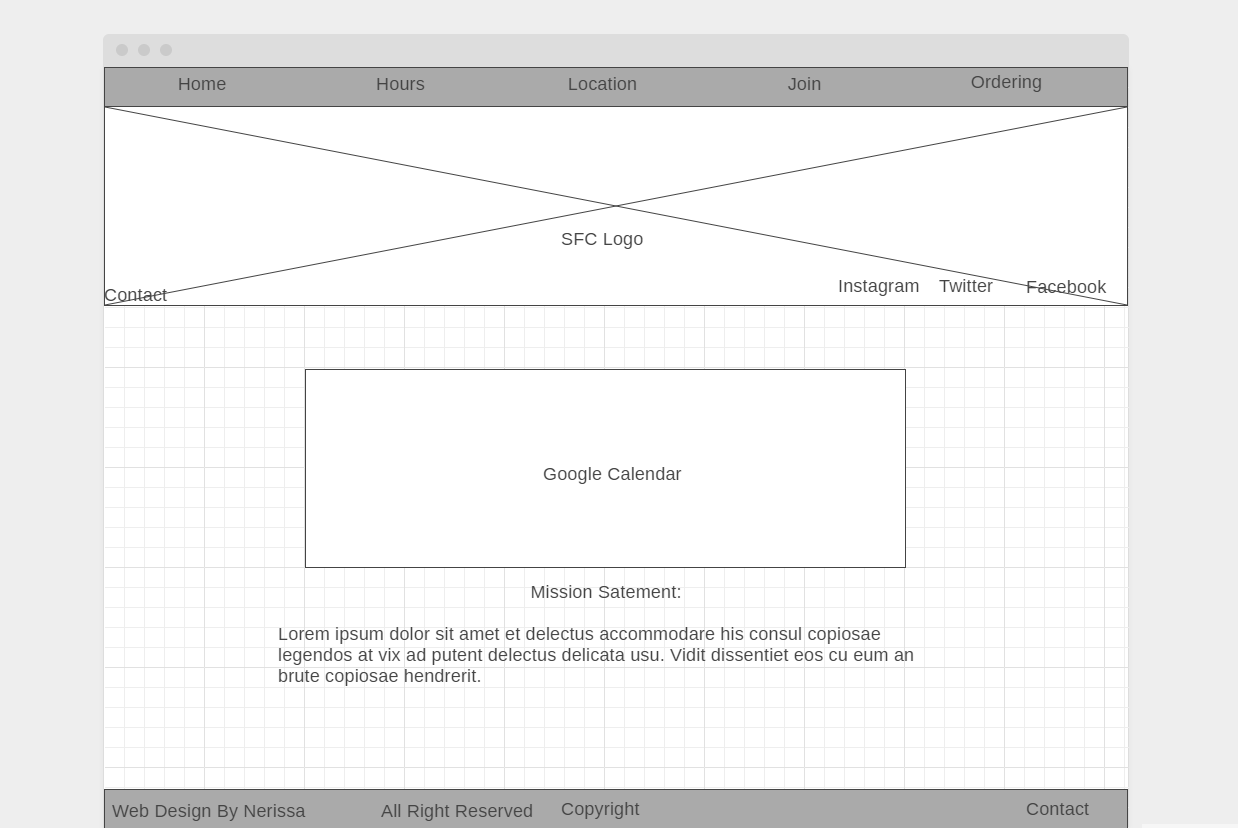 Home Hours Location Join Ordering
SFC Logo
Contact Instagram Twitter Facebook
Google Calendar
Mission Satement:
Lorem ipsum dolor sit amet et delectus accommodare his consul copiosae
legendos at vix ad putent delectus delicata usu. Vidit dissentiet eos cu eum an
brute copiosae hendrerit.
Web Design By Nerissa All Right Reserved Copyright Contact